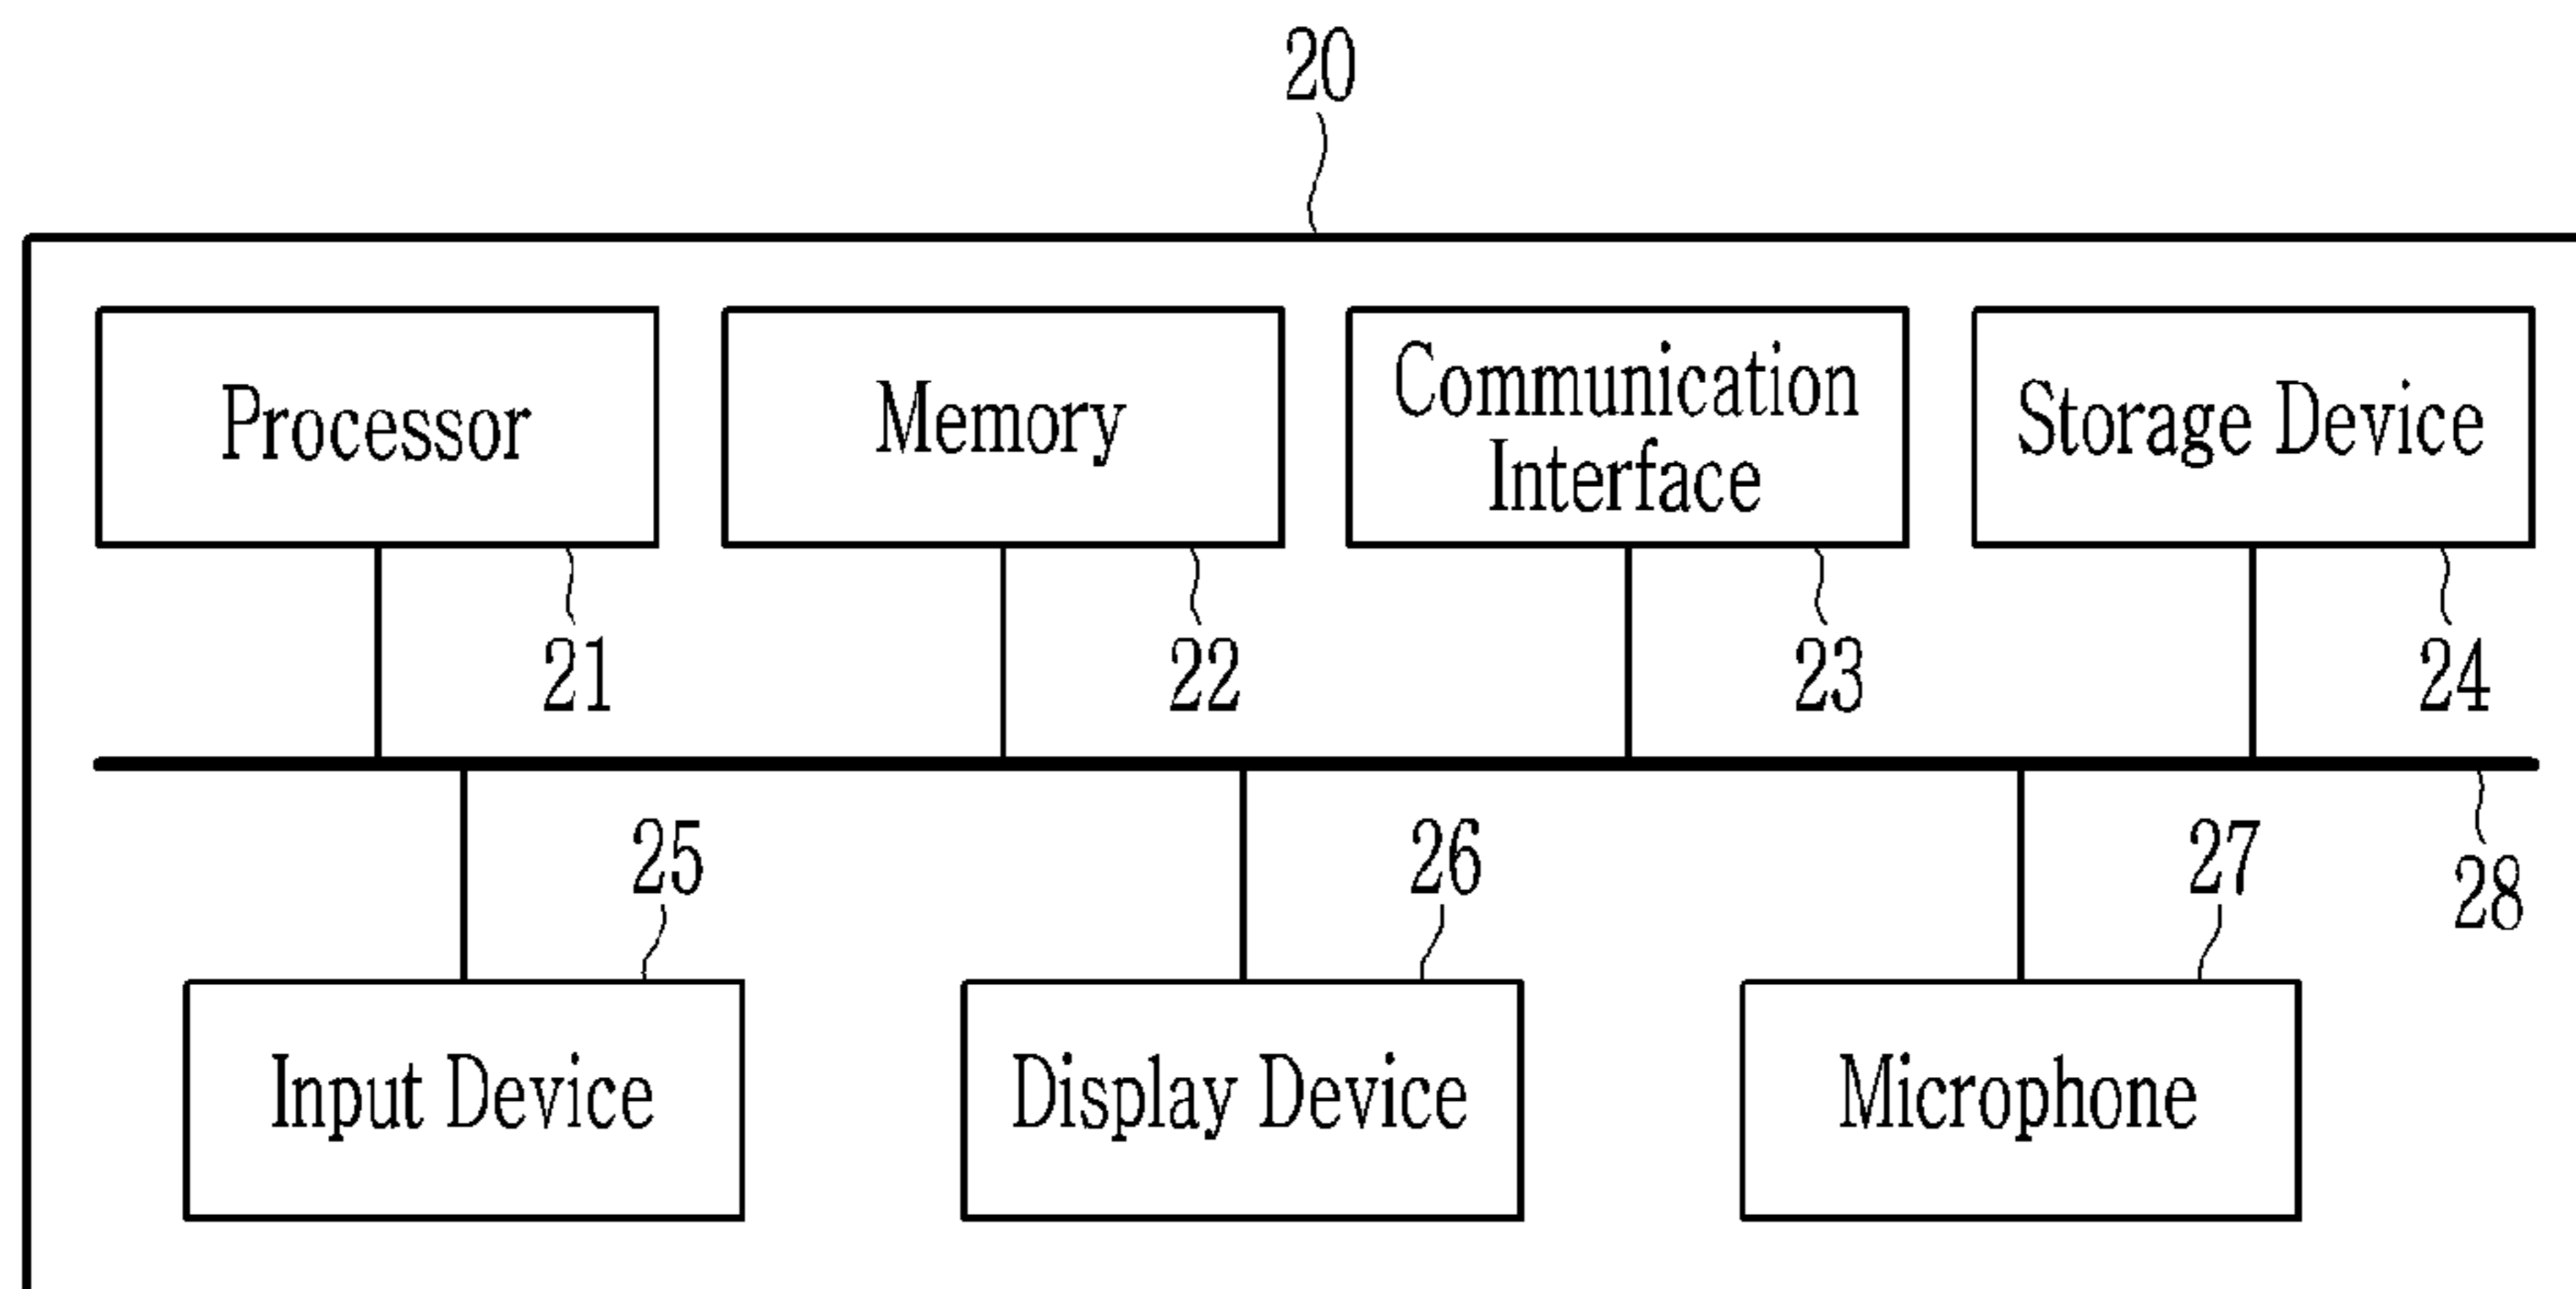 20
Processor
Memory
Communication
Interface
Storage Device
21
22
23
24
25
26
27
28
Input Device
Display Device
Microphone